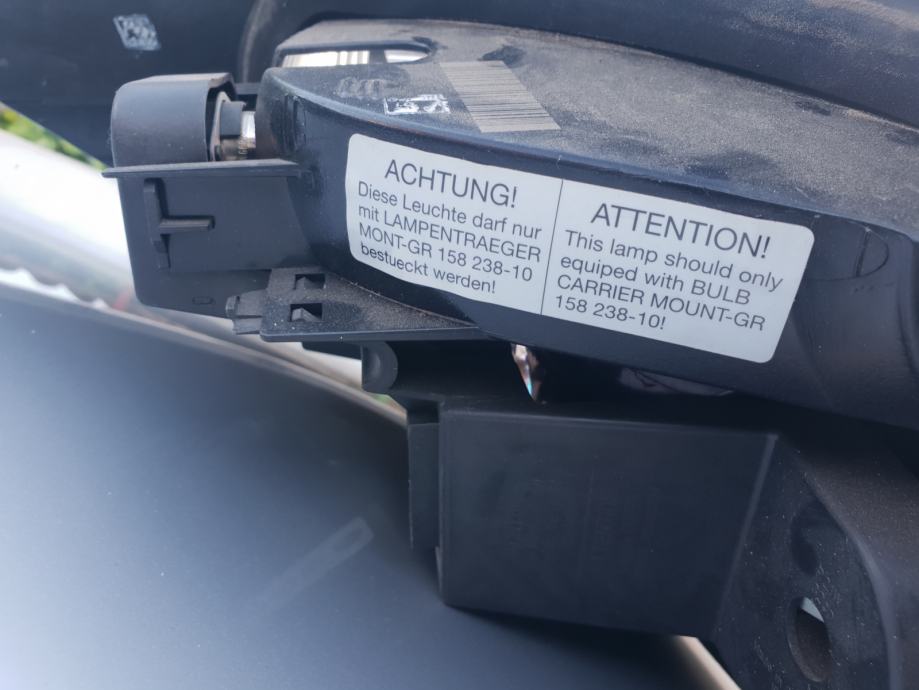 ACHTUNG!
Diese Leuchte darf nur
mit LAMPENTRAEGER
MONT-GR 158 238-10
bestueckt werden!
ATTENTION!
This lamp should only
equiped with BULB
CARRIER MOUNT-GR
158 238-10!